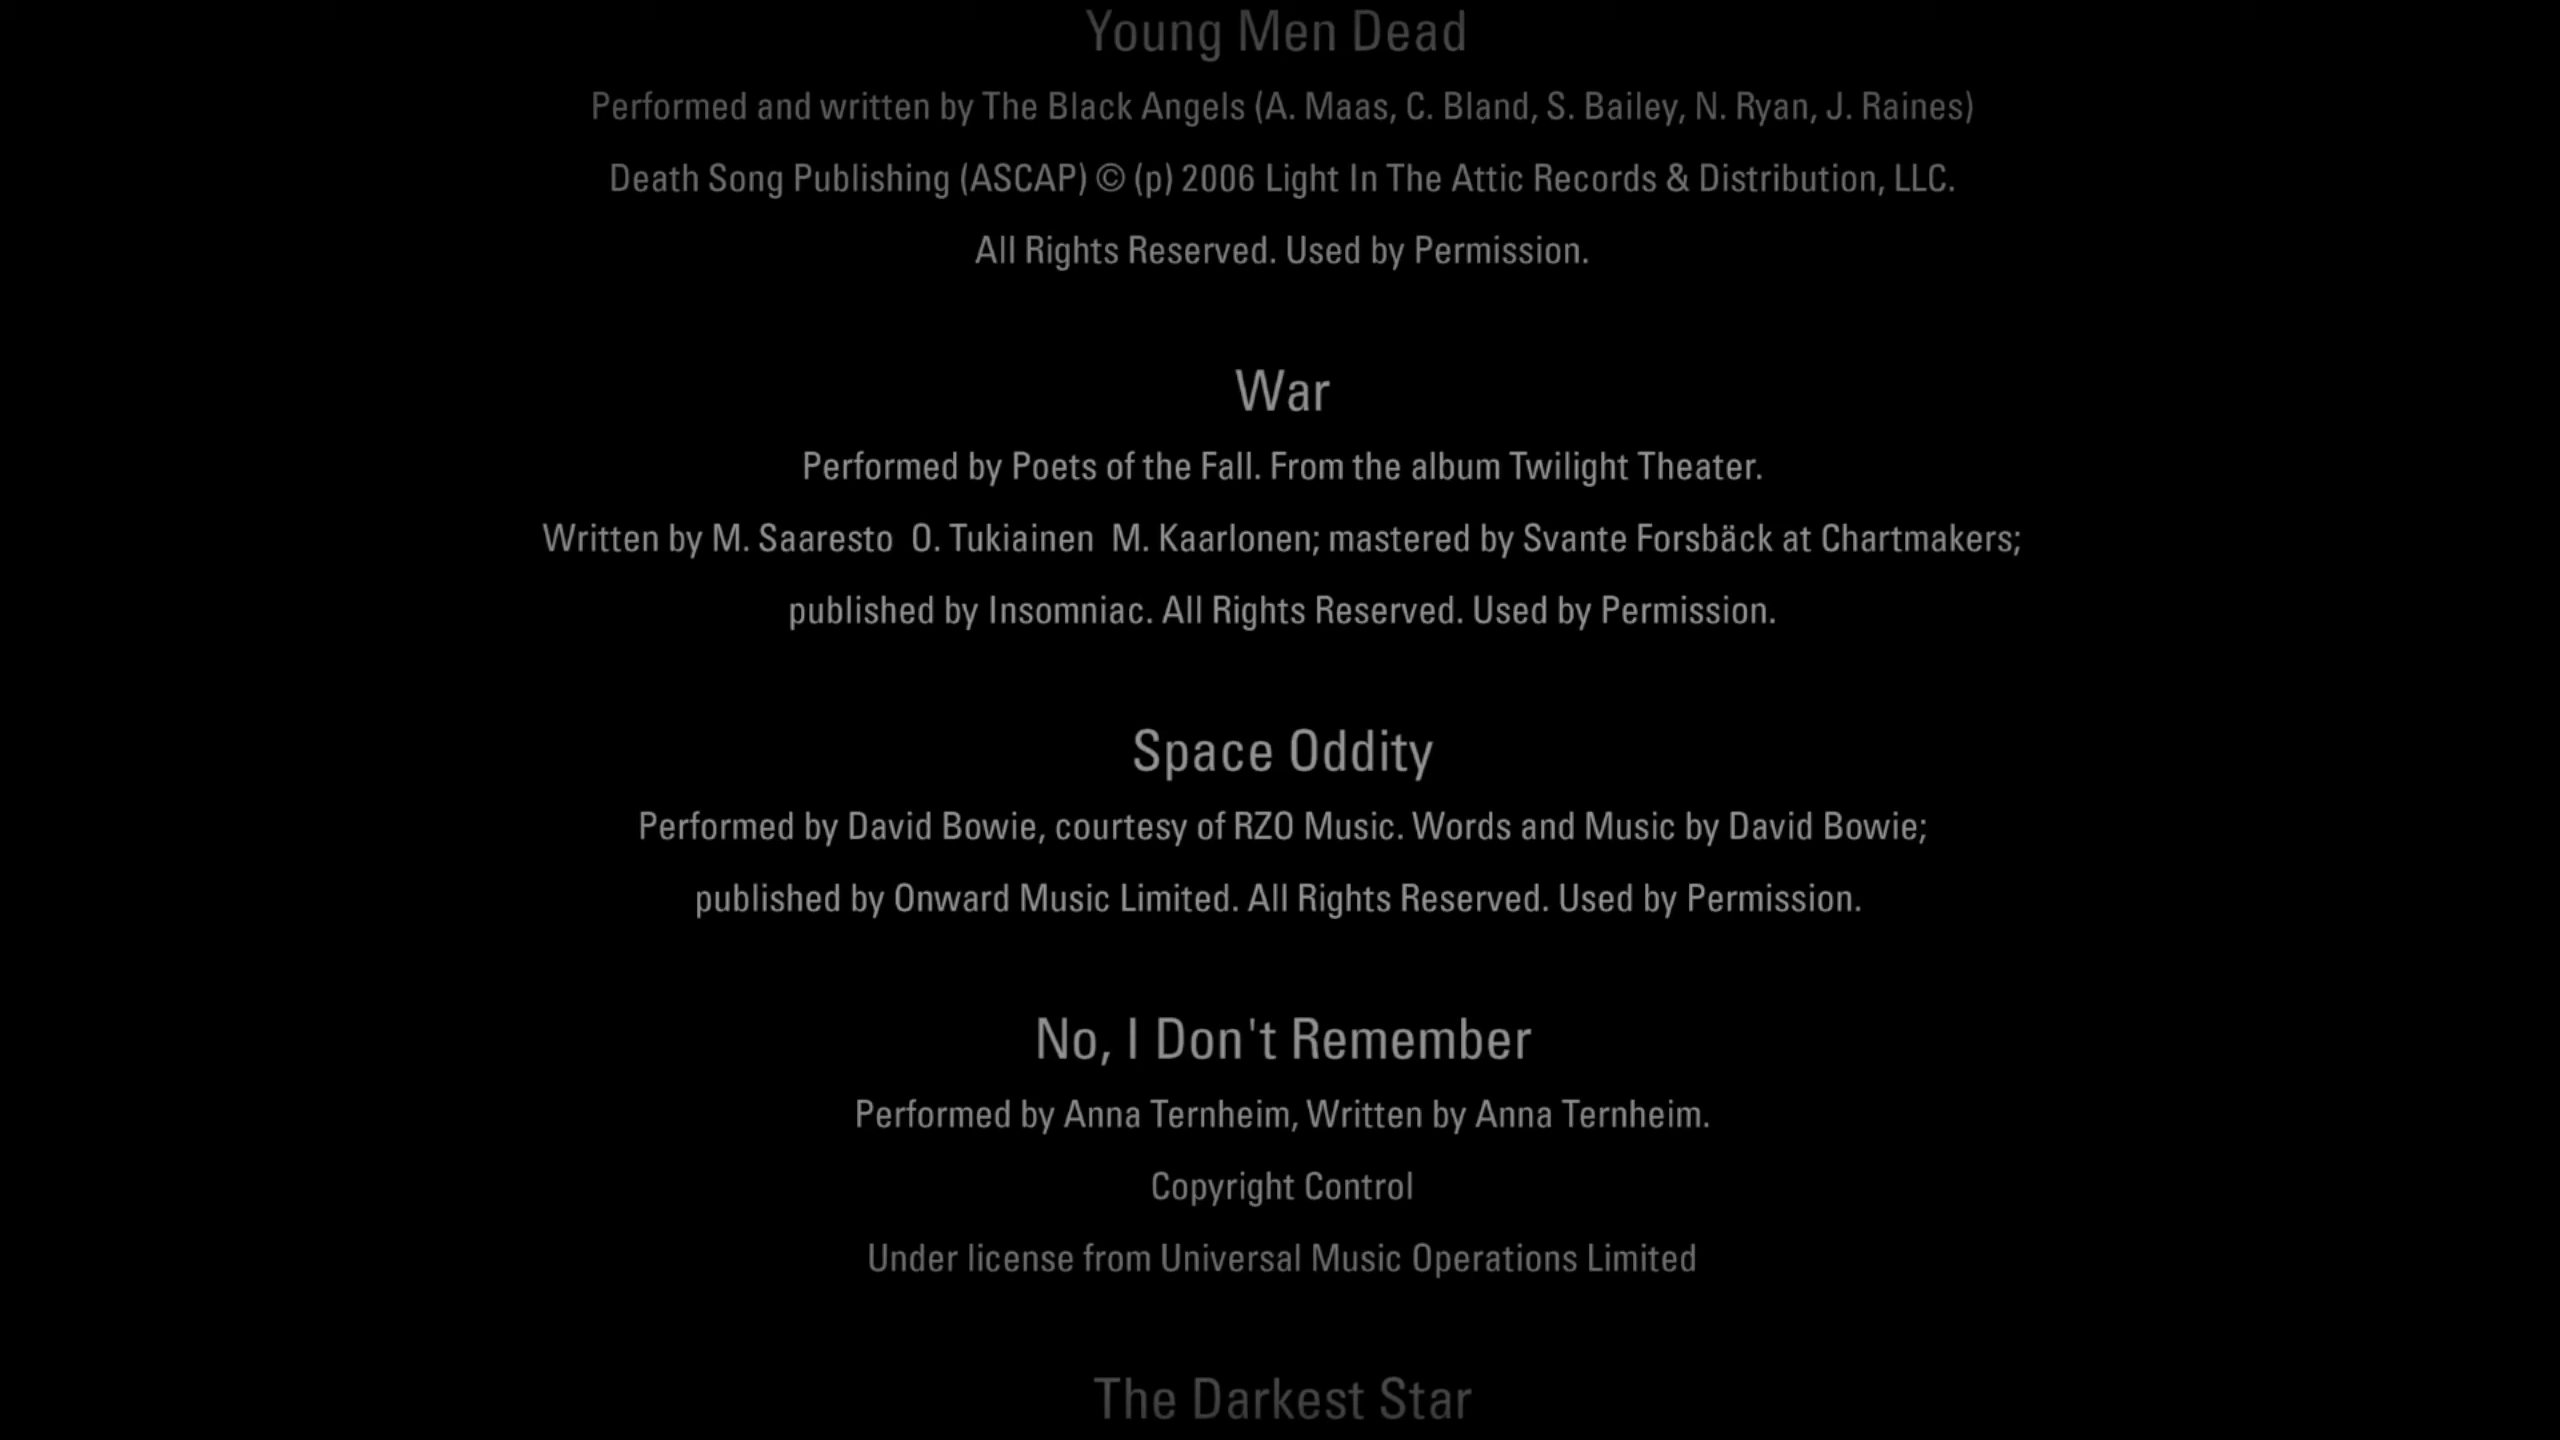 Young Men Dead
Performed and written by The Black Angels (A. Maas, C. Bland, S. Bailey, N. Ryan, J. Raines)
Death Song Publishing (ASCAP) © (p) 2006 Light In The Attic Records & Distribution, LLC.
All Rights Reserved. Used by Permission.
War
Performed by Poets of the Fall. From the album Twilight Theater.
Written by M. Saaresto  O. Tukiainen  M. Kaarlonen; mastered by Svante Forsbäck at Chartmakers;
published by Insomniac. All Rights Reserved. Used by Permission.
Space Oddity
Performed by David Bowie, courtesy of RZO Music. Words and Music by David Bowie;
published by Onward Music Limited. All Rights Reserved. Used by Permission.
No, I Don't Remember
Performed by Anna Ternheim, Written by Anna Ternheim.
Copyright Control
Under license from Universal Music Operations Limited
The Darkest Star